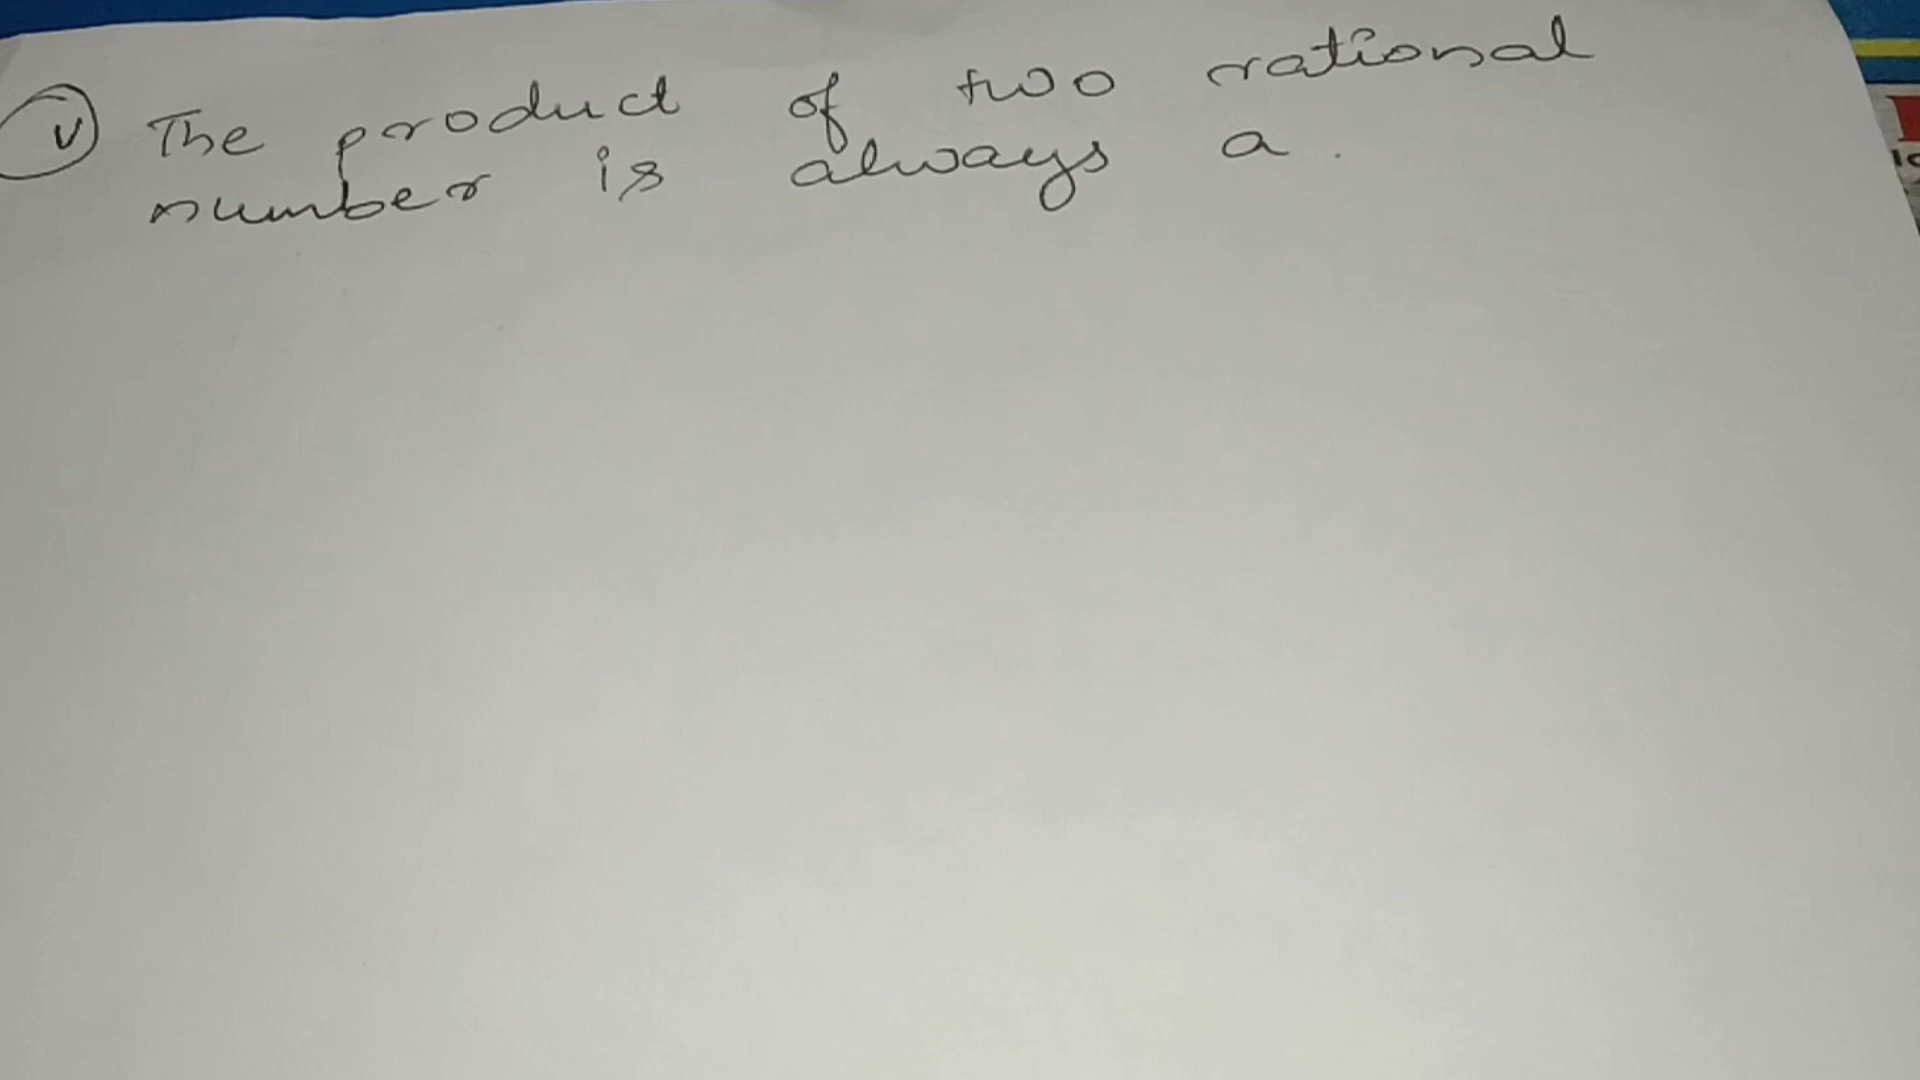 (v) The product of two rational
number is always a .